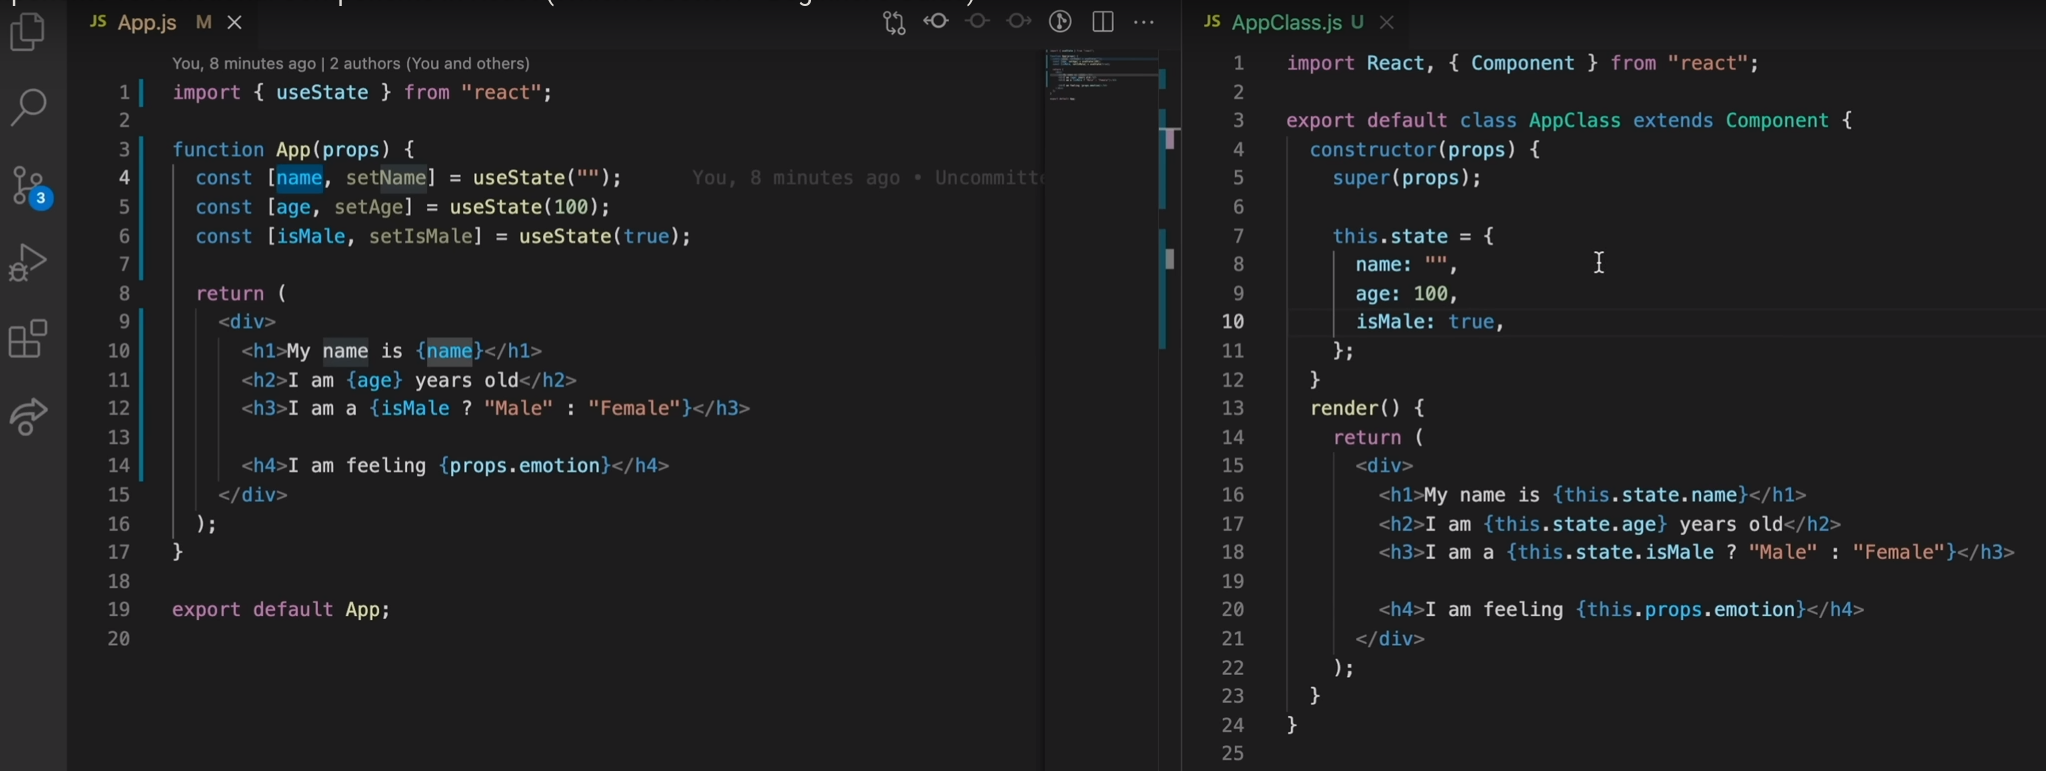 JS App.js M
You, 8 minutes ago | 2 authors (You and others)
1 import { useState } from "react";
2
3 function App(props) {
4 const [name, setName] = useState(""); You, 8 minutes ago • Uncommitte
5 const [age, setAge] = useState(100);
6 const [isMale, setIsMale] = useState(true);
7
8 return (
9 <div>
10 <h1>My name is {name}</h1>
11 <h2>I am {age} years old</h2>
12 <h3>I am a {isMale ? "Male" : "Female"}</h3>
13
14 <h4>I am feeling {props.emotion}</h4>
15 </div>
16 );
17 }
18
19 export default App;
20
3
JS AppClass.js U
1 import React, { Component } from "react";
2
3 export default class AppClass extends Component {
4 constructor(props) {
5 super(props);
6
7 this.state = {
8 name: "",
9 age: 100,
10 isMale: true,
11 };
12 }
13 render() {
14 return (
15 <div>
16 <h1>My name is {this.state.name}</h1>
17 <h2>I am {this.state.age} years old</h2>
18 <h3>I am a {this.state.isMale ? "Male" : "Female"}</h3>
19
20 <h4>I am feeling {this.props.emotion}</h4>
21 </div>
22 );
23 }
24 }
25